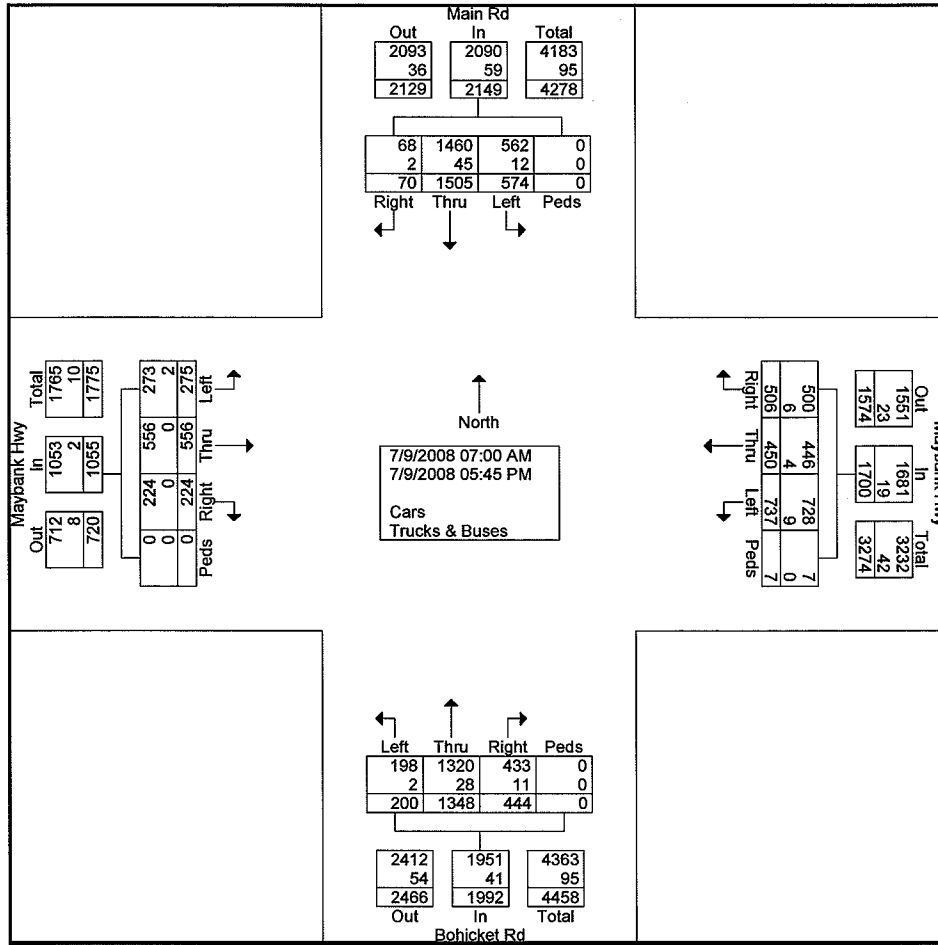 Main Rd
Out In Total
2093 2090 4183
36 59 95
2129 2149 4278
68 1460 562 0
2 45 12 0
70 1505 574 0
Right Thru Left Peds
Maybank Hwy
Total In Out
1765 1053 712
10 2 8
1775 1055 720
273 556 224 0
2 0 0 0
275 556 224 0
Left Thru Right Peds
North
7/9/2008 07:00 AM
7/9/2008 05:45 PM
Cars
Trucks & Buses
Right Thru Left Peds
500 446 728 7
6 4 9 0
506 450 737 7
Out In Total
1551 1681 3232
23 19 42
1574 1700 3274
Maybank Hwy
Left Thru Right Peds
198 1320 433 0
2 28 11 0
200 1348 444 0
2412 1951 4363
54 41 95
2466 1992 4458
Out In Total
Bohicket Rd